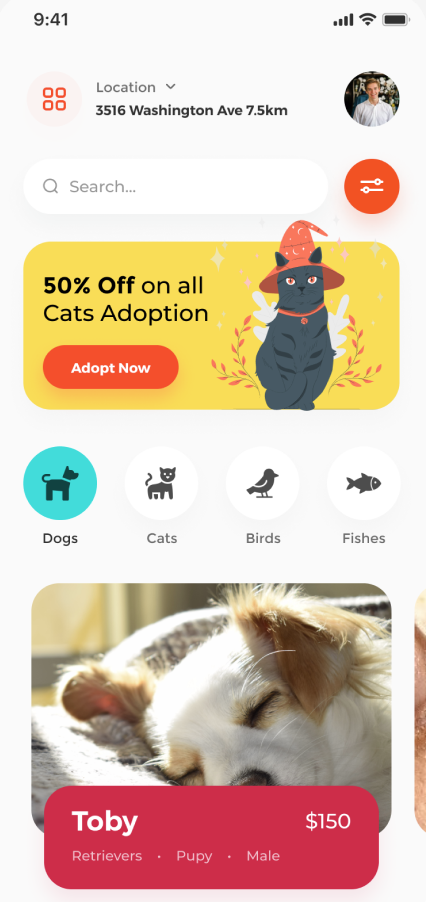 9:41
Location
3516 Washington Ave 7.5km
Search...
50% Off on all
Cats Adoption
Adopt Now
Dogs
Cats
Birds
Fishes
Toby
$150
Retrievers • Pupy • Male